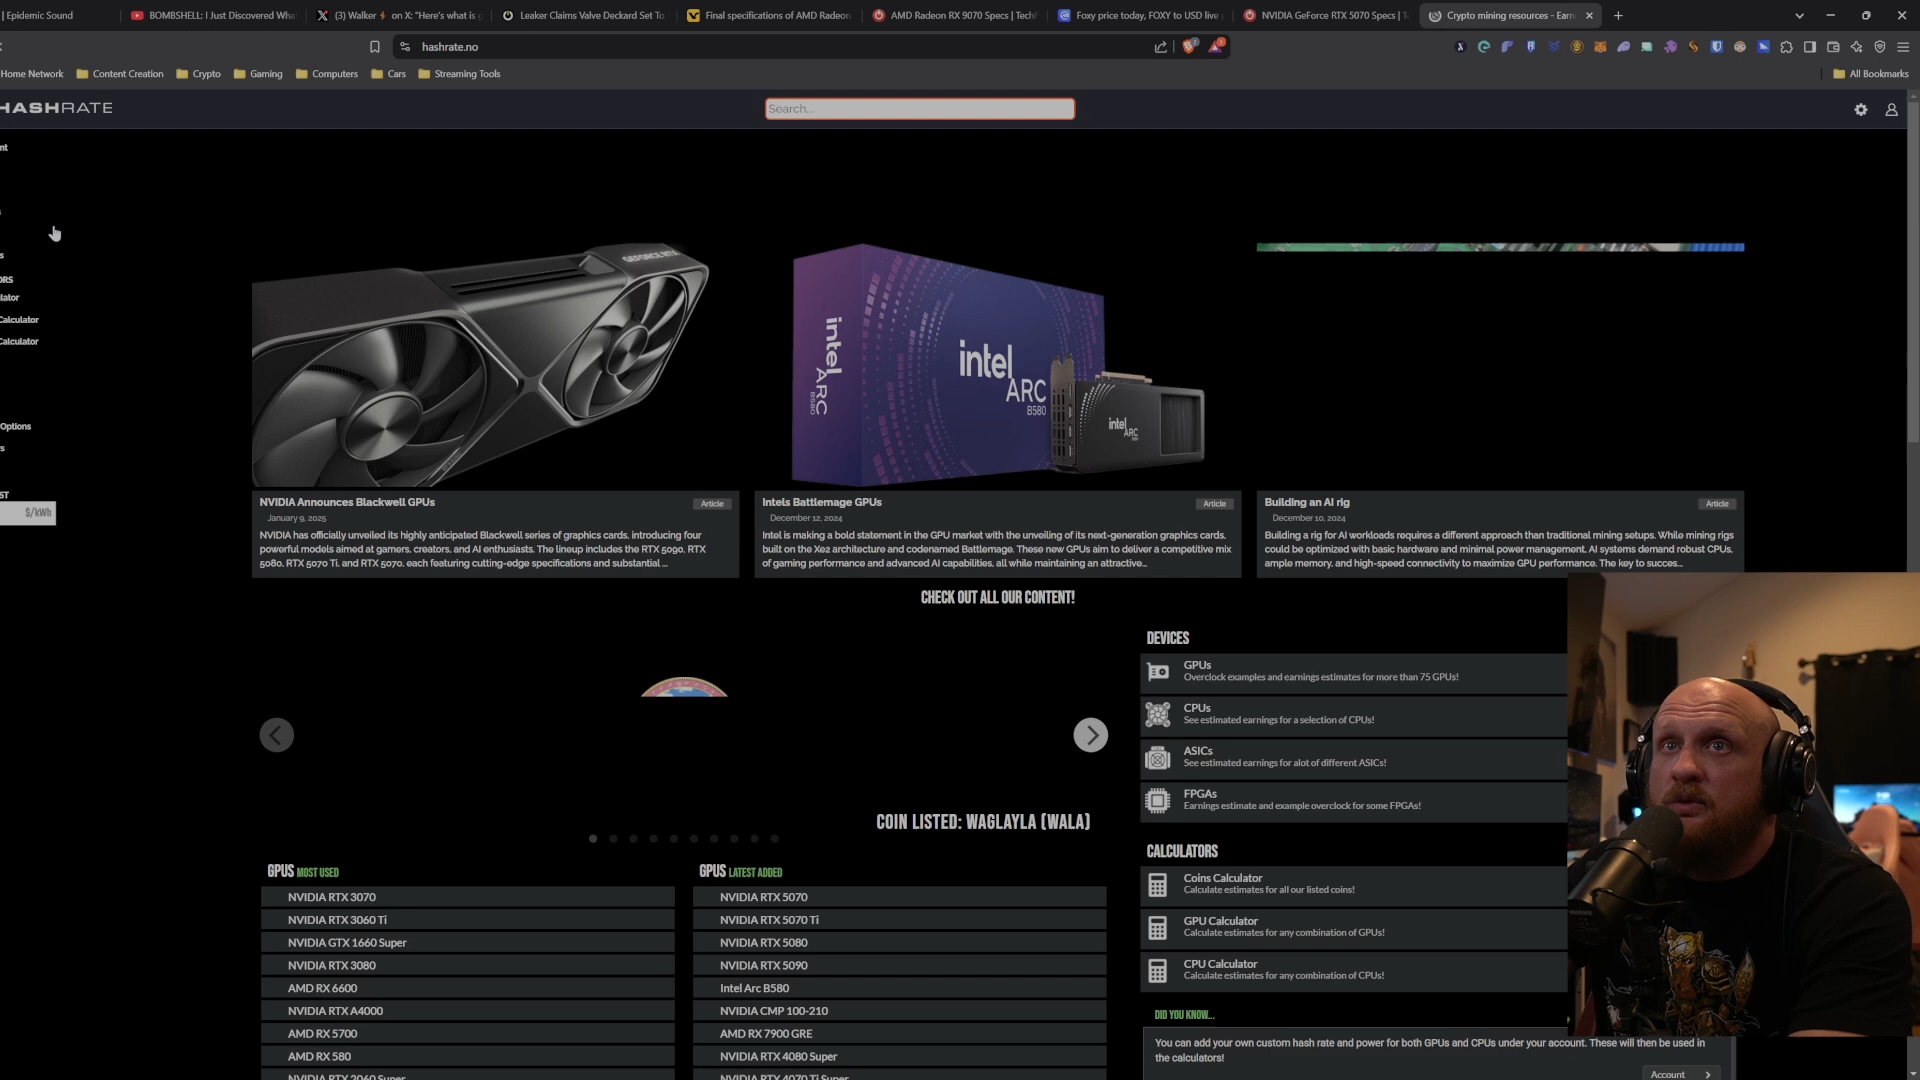 | Epidemic Sound
BOMBSHELL: I Just Discovered Wha
(3) Walker ⚡ on X: "Here's what is g
Leaker Claims Valve Deckard Set To
Final specifications of AMD Radeon
AMD Radeon RX 9070 Specs | Tech
Foxy price today, FOXY to USD live
NVIDIA GeForce RTX 5070 Specs | T
Crypto mining resources - Earn
hashrate.no
Home Network
Content Creation
Crypto
Gaming
Computers
Cars
Streaming Tools
All Bookmarks
HASHRATE
Search...
nt
s
s
ORS
lator
Calculator
Calculator
Options
s
ST
$/kWh
GEFORCE RTX
intel
ARC
B580
intel
ARC
B580
intel
ARC
NVIDIA Announces Blackwell GPUs
Article
January 9, 2025
NVIDIA has officially unveiled its highly anticipated Blackwell series of graphics cards, introducing four
powerful models aimed at gamers, creators, and AI enthusiasts. The lineup includes the RTX 5090, RTX
5080, RTX 5070 Ti, and RTX 5070, each featuring cutting-edge specifications and substantial ...
Intels Battlemage GPUs
Article
December 12, 2024
Intel is making a bold statement in the GPU market with the unveiling of its next-generation graphics cards,
built on the Xe2 architecture and codenamed Battlemage. These new GPUs aim to deliver a competitive mix
of gaming performance and advanced AI capabilities, all while maintaining an attractive...
Building an AI rig
Article
December 10, 2024
Building a rig for AI workloads requires a different approach than traditional mining setups. While mining rigs
could be optimized with basic hardware and minimal power management, AI systems demand robust CPUs,
ample memory, and high-speed connectivity to maximize GPU performance. The key to succes...
CHECK OUT ALL OUR CONTENT!
COIN LISTED: WAGLAYLA (WALA)
DEVICES
GPUs
Overclock examples and earnings estimates for more than 75 GPUs!
CPUs
See estimated earnings for a selection of CPUs!
ASICs
See estimated earnings for alot of different ASICs!
FPGAs
Earnings estimate and example overclock for some FPGAs!
CALCULATORS
Coins Calculator
Calculate estimates for all our listed coins!
GPU Calculator
Calculate estimates for any combination of GPUs!
CPU Calculator
Calculate estimates for any combination of CPUs!
GPUS MOST USED
NVIDIA RTX 3070
NVIDIA RTX 3060 Ti
NVIDIA GTX 1660 Super
NVIDIA RTX 3080
AMD RX 6600
NVIDIA RTX A4000
AMD RX 5700
AMD RX 580
NVIDIA RTX 2060 Super
GPUS LATEST ADDED
NVIDIA RTX 5070
NVIDIA RTX 5070 Ti
NVIDIA RTX 5080
NVIDIA RTX 5090
Intel Arc B580
NVIDIA CMP 100-210
AMD RX 7900 GRE
NVIDIA RTX 4080 Super
NVIDIA RTX 4070 Ti Super
DID YOU KNOW...
You can add your own custom hash rate and power for both GPUs and CPUs under your account. These will then be used in
the calculators!
Account